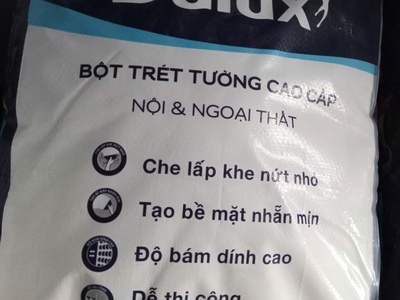 Dulux
BỘT TRÉT TƯỜNG CAO CẤP
NỘI & NGOẠI THẤT
Che lấp khe nứt nhỏ
Tạo bề mặt nhẵn mịn
Độ bám dính cao
Dễ thi công